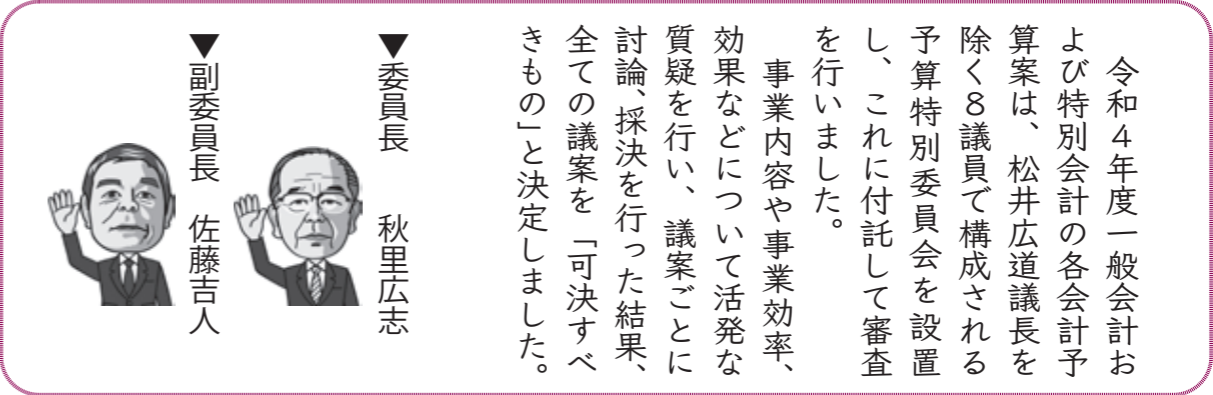 令和４年度一般会計お
よび特別会計の各会計予
算案は、松井広道議長を
除く８議員で構成される
予算特別委員会を設置
し、これに付託して審査
を行いました。
　事業内容や事業効率、
効果などについて活発な
質疑を行い、議案ごとに
討論、採決を行った結果、
全ての議案を「可決すべ
きもの」と決定しました。
▼委員長　秋里広志
▼副委員長　佐藤吉人